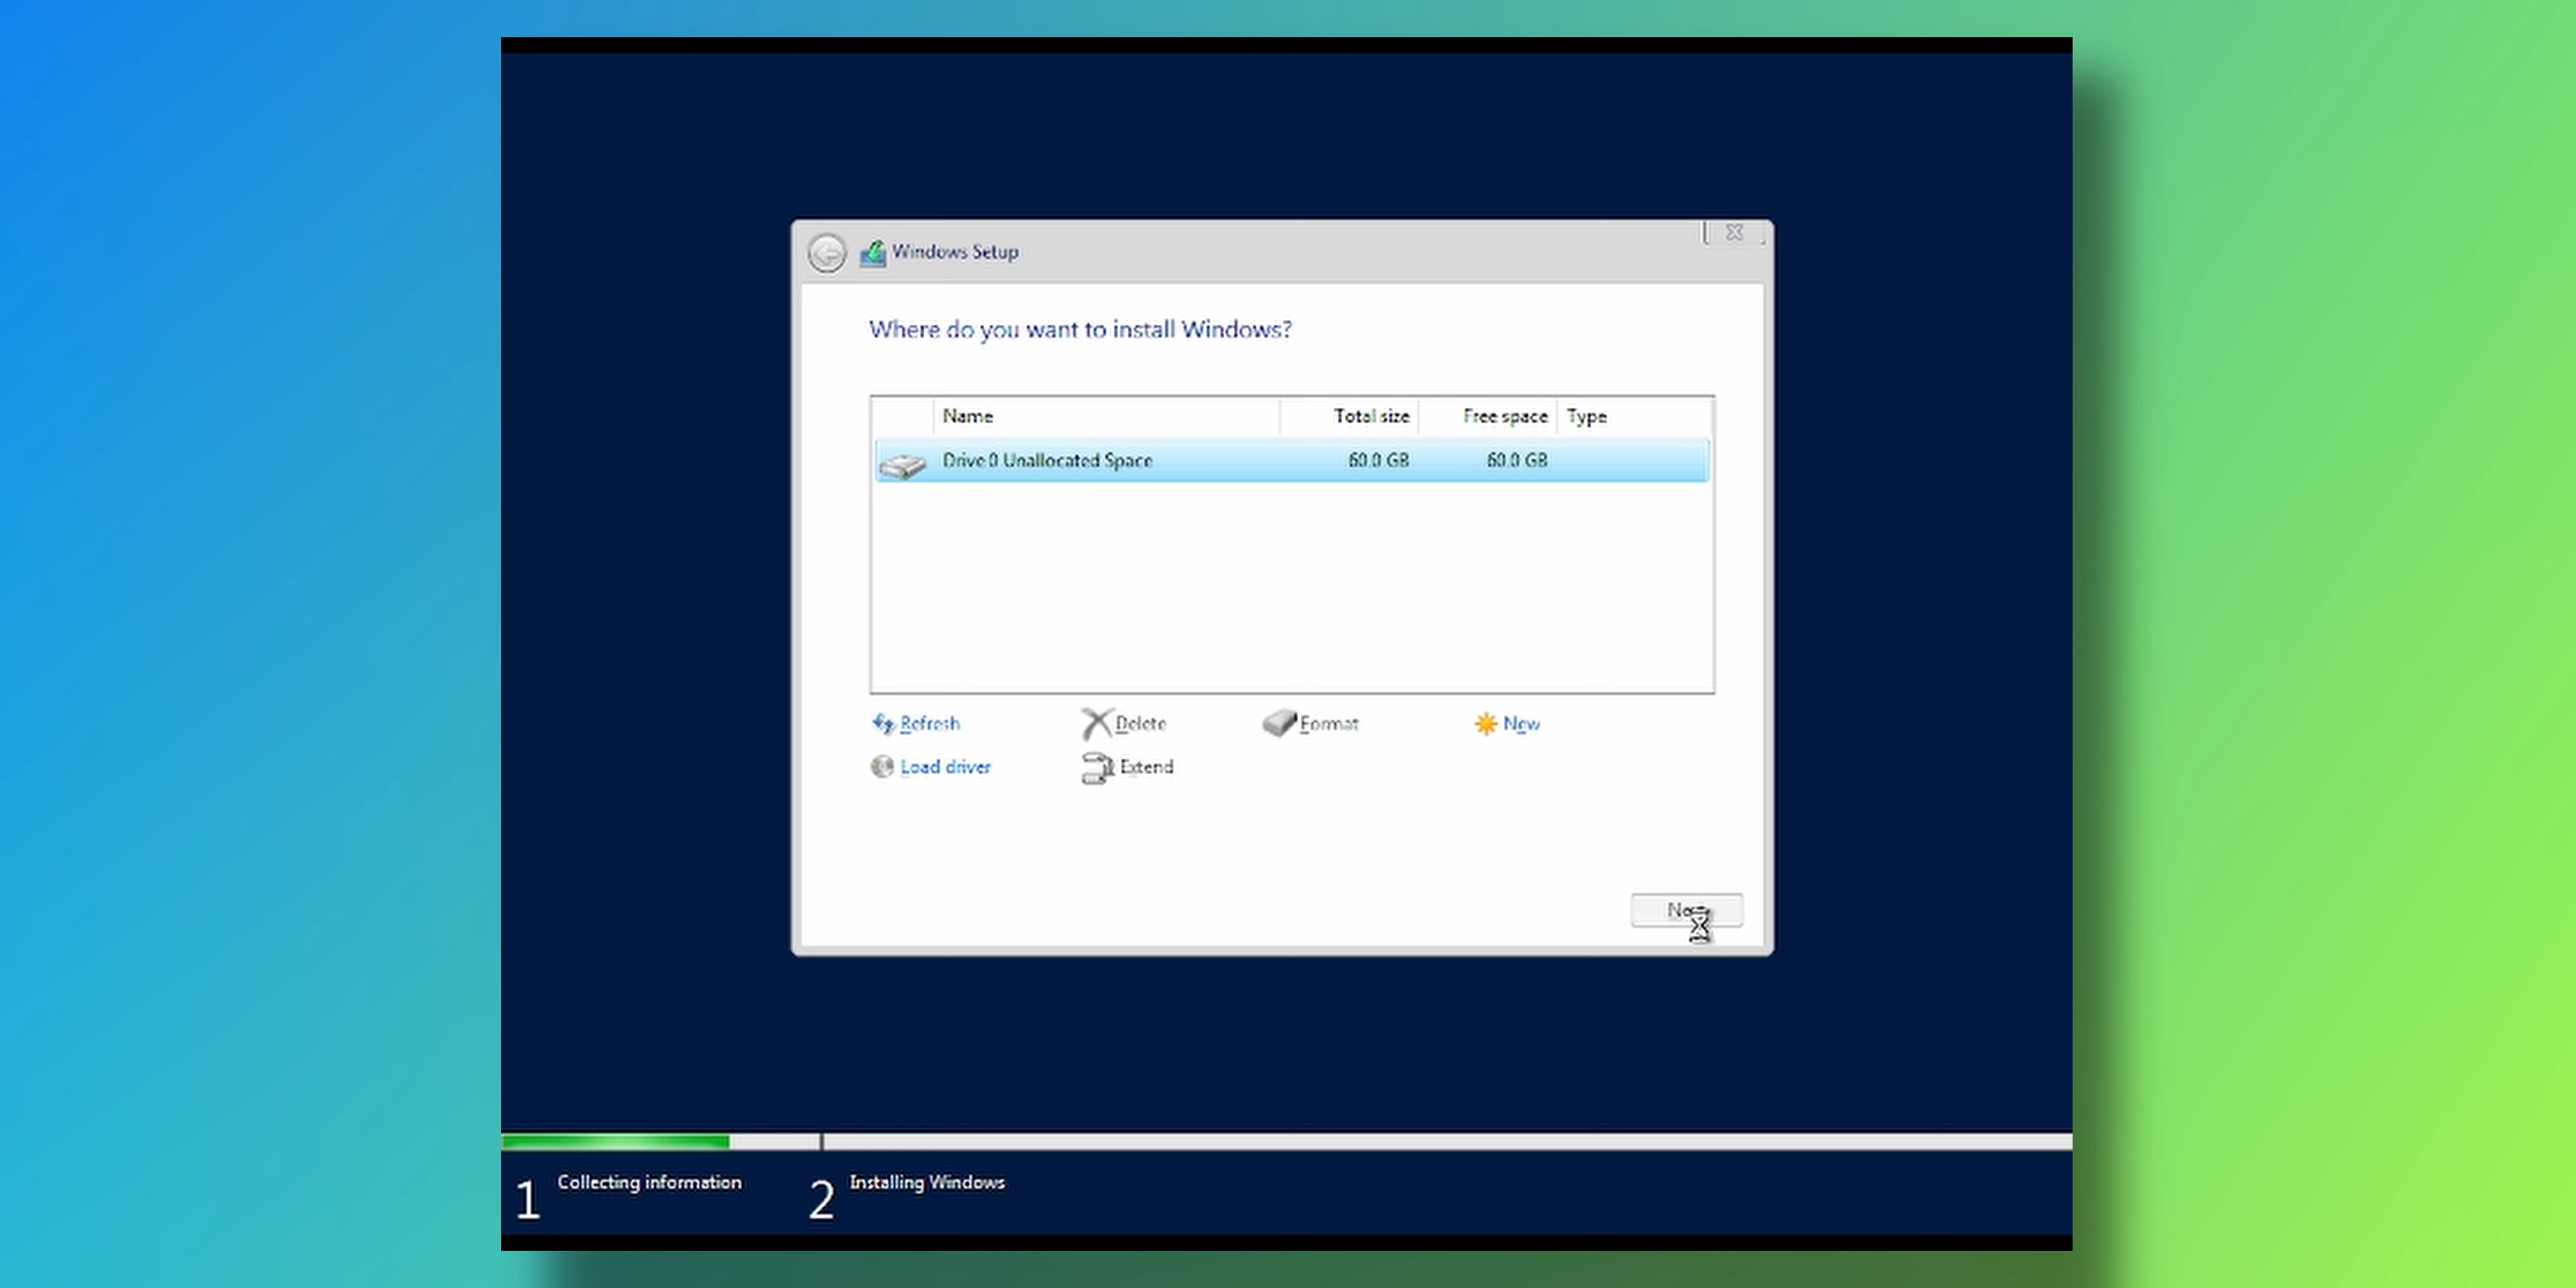 Windows Setup
Where do you want to install Windows?
Name Total size Free space Type
Drive 0 Unallocated Space 60.0 GB 60.0 GB
Refresh Delete Format New
Load driver Extend
1 Collecting information 2 Installing Windows